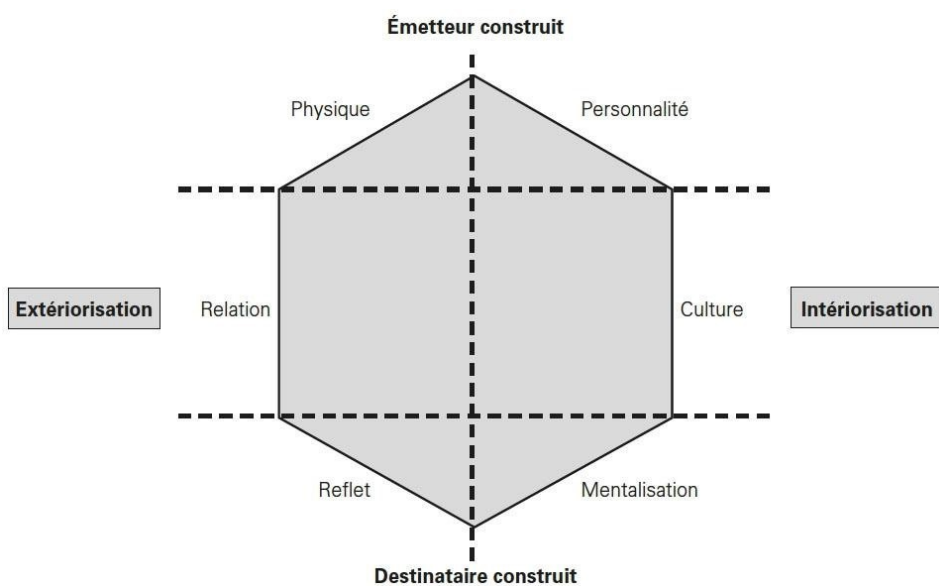 Émetteur construit
Physique
Personnalité
Extériorisation
Relation
Culture
Intériorisation
Reflet
Mentalisation
Destinataire construit